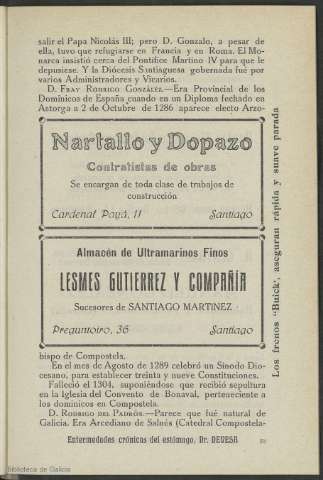 salir el Papa Nicolás III; pero D. Gonzalo, a pesar de
ella, tuvo que refugiarse en Francia y en Roma. El Mo-
narca insistió cerca del Pontífice Martino IV para que le
depusiese. Y la Diócesis Santiaguesa gobernada fué por
varios Administradores y Vicarios.
D. FRAY RODRIGO GONZÁLEZ.—Era Provincial de los
Dominicos de España cuando en un Diploma fechado en
Astorga a 2 de Octubre de 1286 aparece electo Arzo-
Nartallo y Dopazo
Contratistas de obras
Se encargan de toda clase de trabajos de
construcción
Cardenal Payá, 11 Santiago
Almacén de Ultramarinos Finos
LESMES GUTIERREZ Y COMPAÑÍA
Sucesores de SANTIAGO MARTINEZ
Preguntoiro, 36 Santiago
bispo de Compostela.
En el mes de Agosto de 1289 celebró un Sínodo Dio-
cesano, para establecer treinta y nueve Constituciones.
Falleció el 1304, suponiéndose que recibió sepultura
en la Iglesia del Convento de Bonaval, perteneciente a
los dominicos en Compostela.
D. RODRIGO DEL PADRÓN.—Parece que fué natural de
Galicia. Era Arcediano de Salnés (Catedral Compostela-
Enfermedades crónicas del estómago, Dr. DEVESA
Los frenos "Buick", aseguran rápida y suave parada
Biblioteca de Galicia